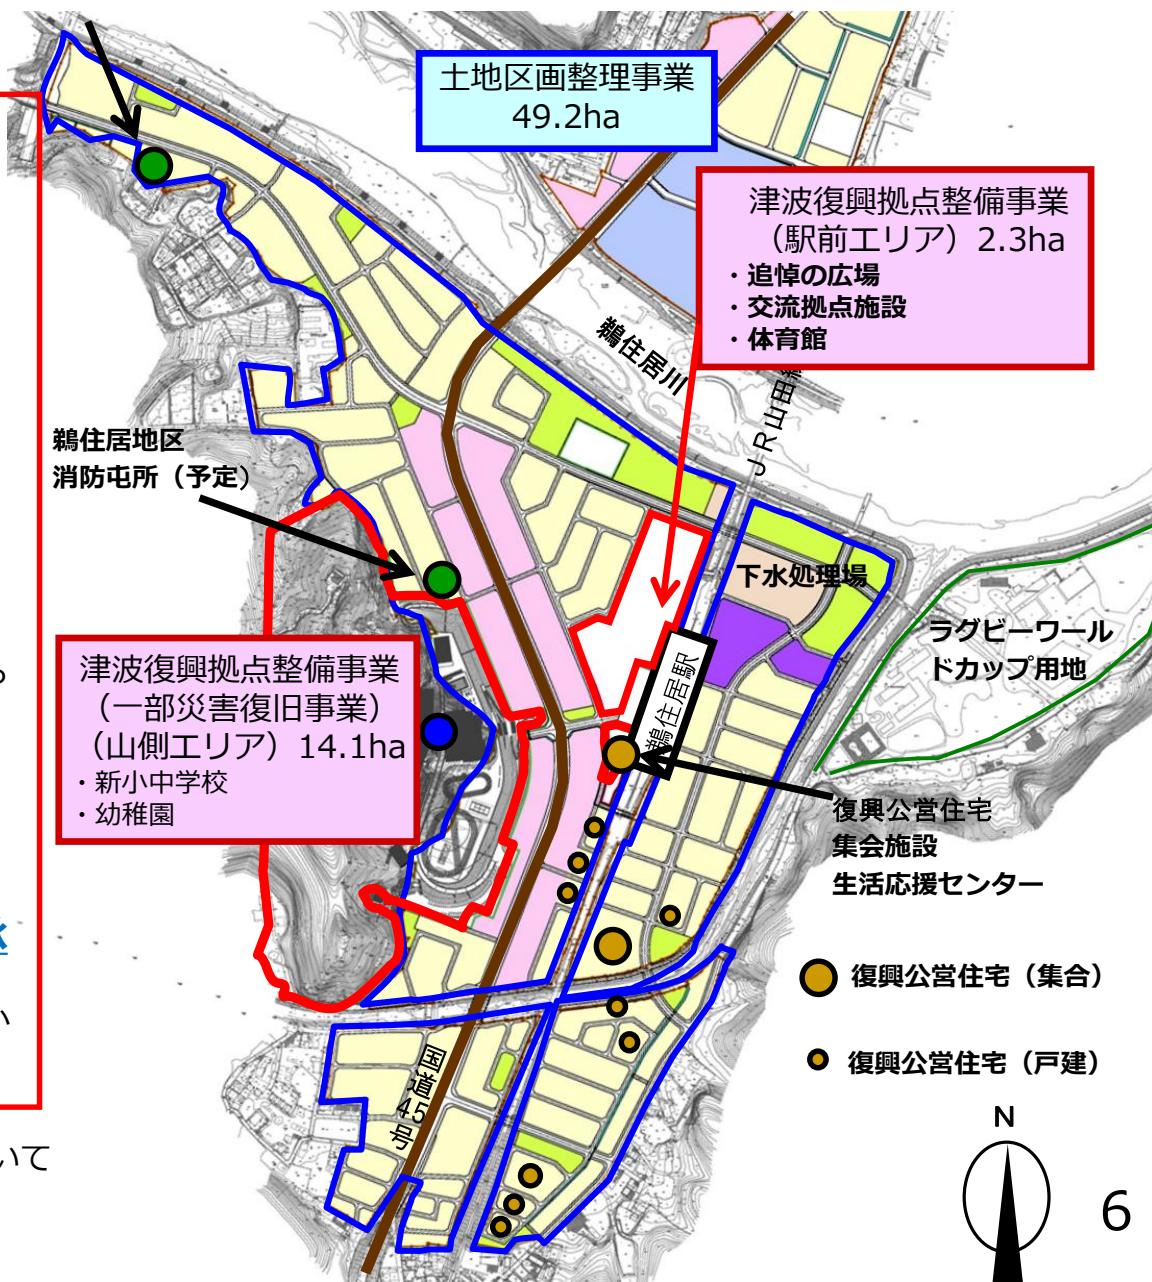 土地区画整理事業
49.2ha
津波復興拠点整備事業
（駅前エリア）2.3ha
・追悼の広場
・交流拠点施設
・体育館
鵜住居川
ＪＲ山田線
鵜住居地区
消防屯所（予定）
下水処理場
ラグビーワール
ドカップ用地
津波復興拠点整備事業
（一部災害復旧事業）
（山側エリア）14.1ha
・新小中学校
・幼稚園
鵜住居駅
復興公営住宅
集会施設
生活応援センター
復興公営住宅（集合）
復興公営住宅（戸建）
国道45号
いて
N
6